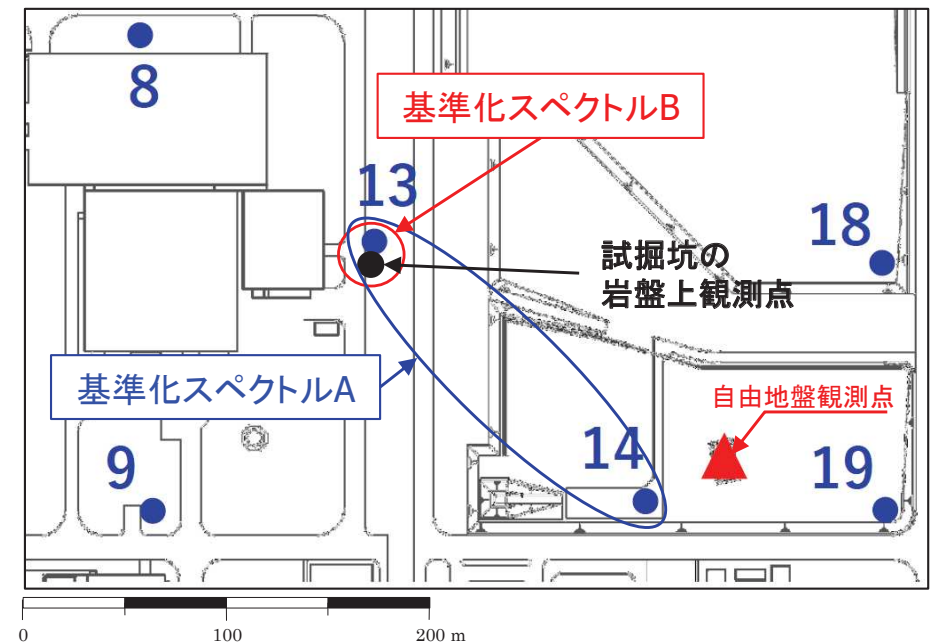 8
基準化スペクトルB
13
18
試掘坑の
岩盤上観測点
基準化スペクトルA
自由地盤観測点
14
9
19
0
100
200 m